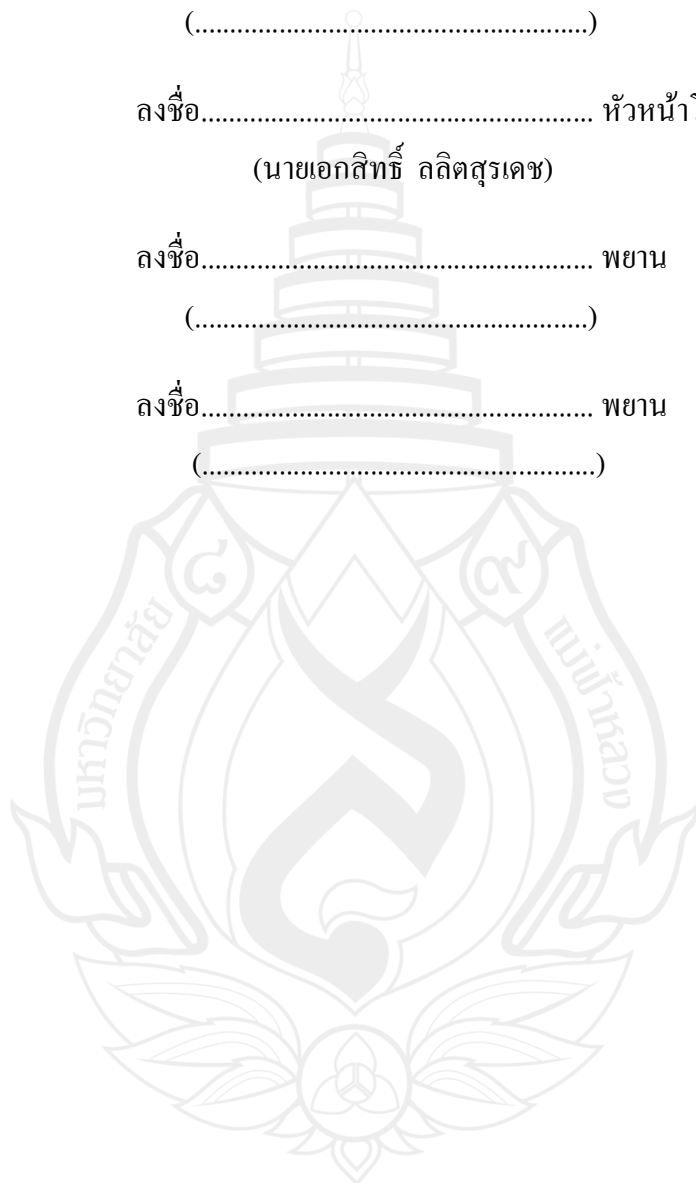 (........................................................)
ลงชื่อ........................................................ หัวหน้า
(นายเอกสิทธิ์ ลลิตสุรเดช)
ลงชื่อ........................................................ พยาน
(........................................................)
ลงชื่อ........................................................ พยาน
(........................................................)
๘ ๙
มหาวิทยาลัย แม่ฟ้าหลวง